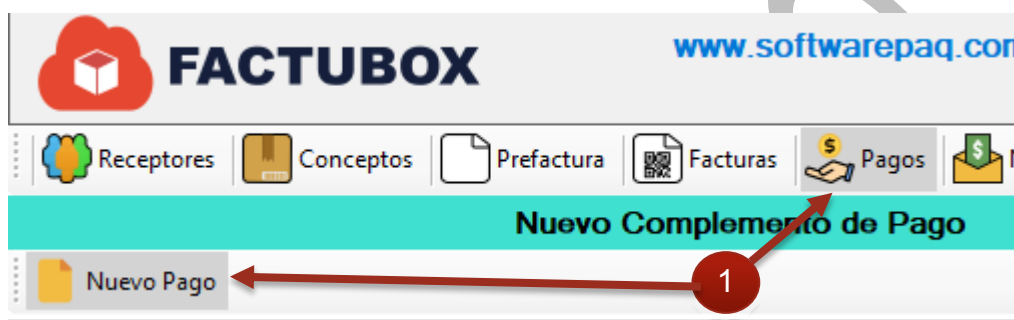 FACTUBOX
www.softwarepaq.com
Receptores Conceptos Prefactura Facturas Pagos
Nuevo Complemento de Pago
Nuevo Pago
1